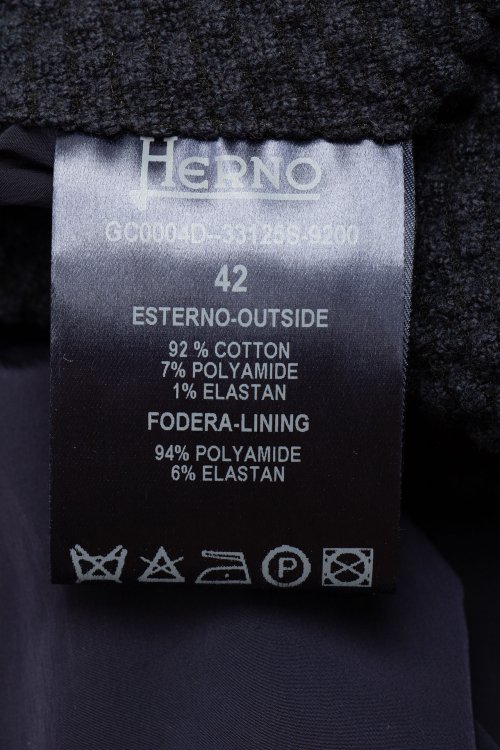 HERNO
GC0004D-33125S-9200
42
ESTERNO-OUTSIDE
92 % COTTON
7% POLYAMIDE
1% ELASTAN
FODERA-LINING
94% POLYAMIDE
6% ELASTAN
P